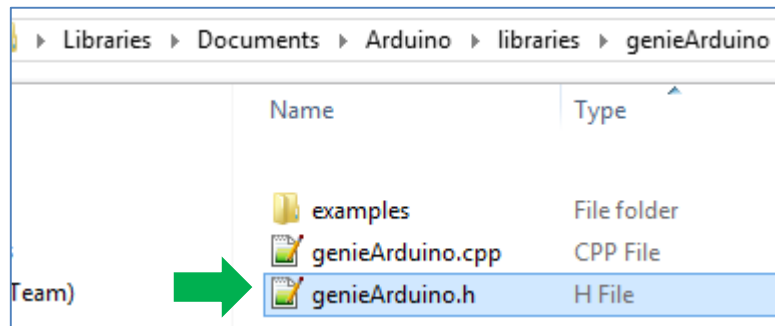 Libraries Documents Arduino libraries genieArduino
Name Type
examples File folder
genieArduino.cpp CPP File
Team) genieArduino.h H File